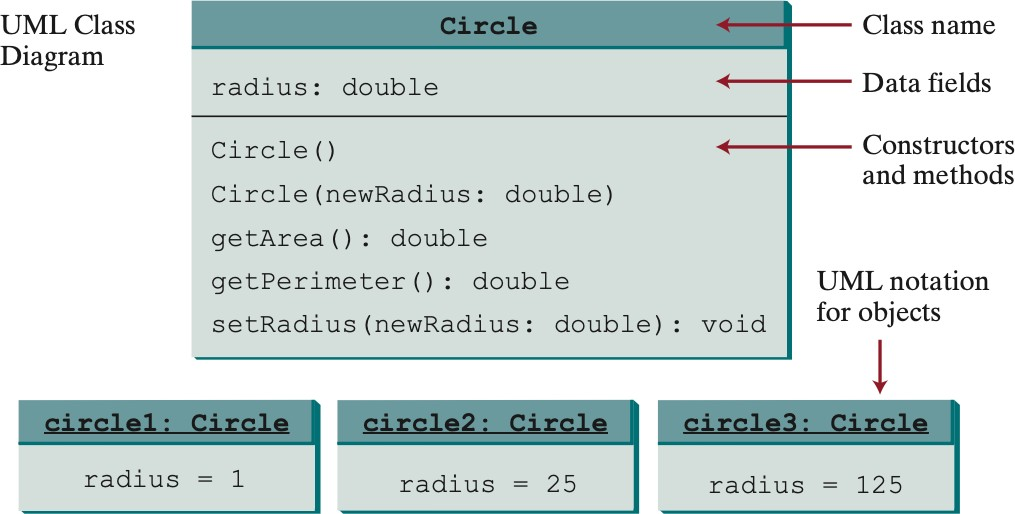 UML Class
Diagram
Circle
Class name
radius: double
Data fields
Circle()
Constructors
and methods
Circle(newRadius: double)
getArea(): double
getPerimeter(): double
setRadius(newRadius: double): void
UML notation
for objects
circle1: Circle
radius = 1
circle2: Circle
radius = 25
circle3: Circle
radius = 125